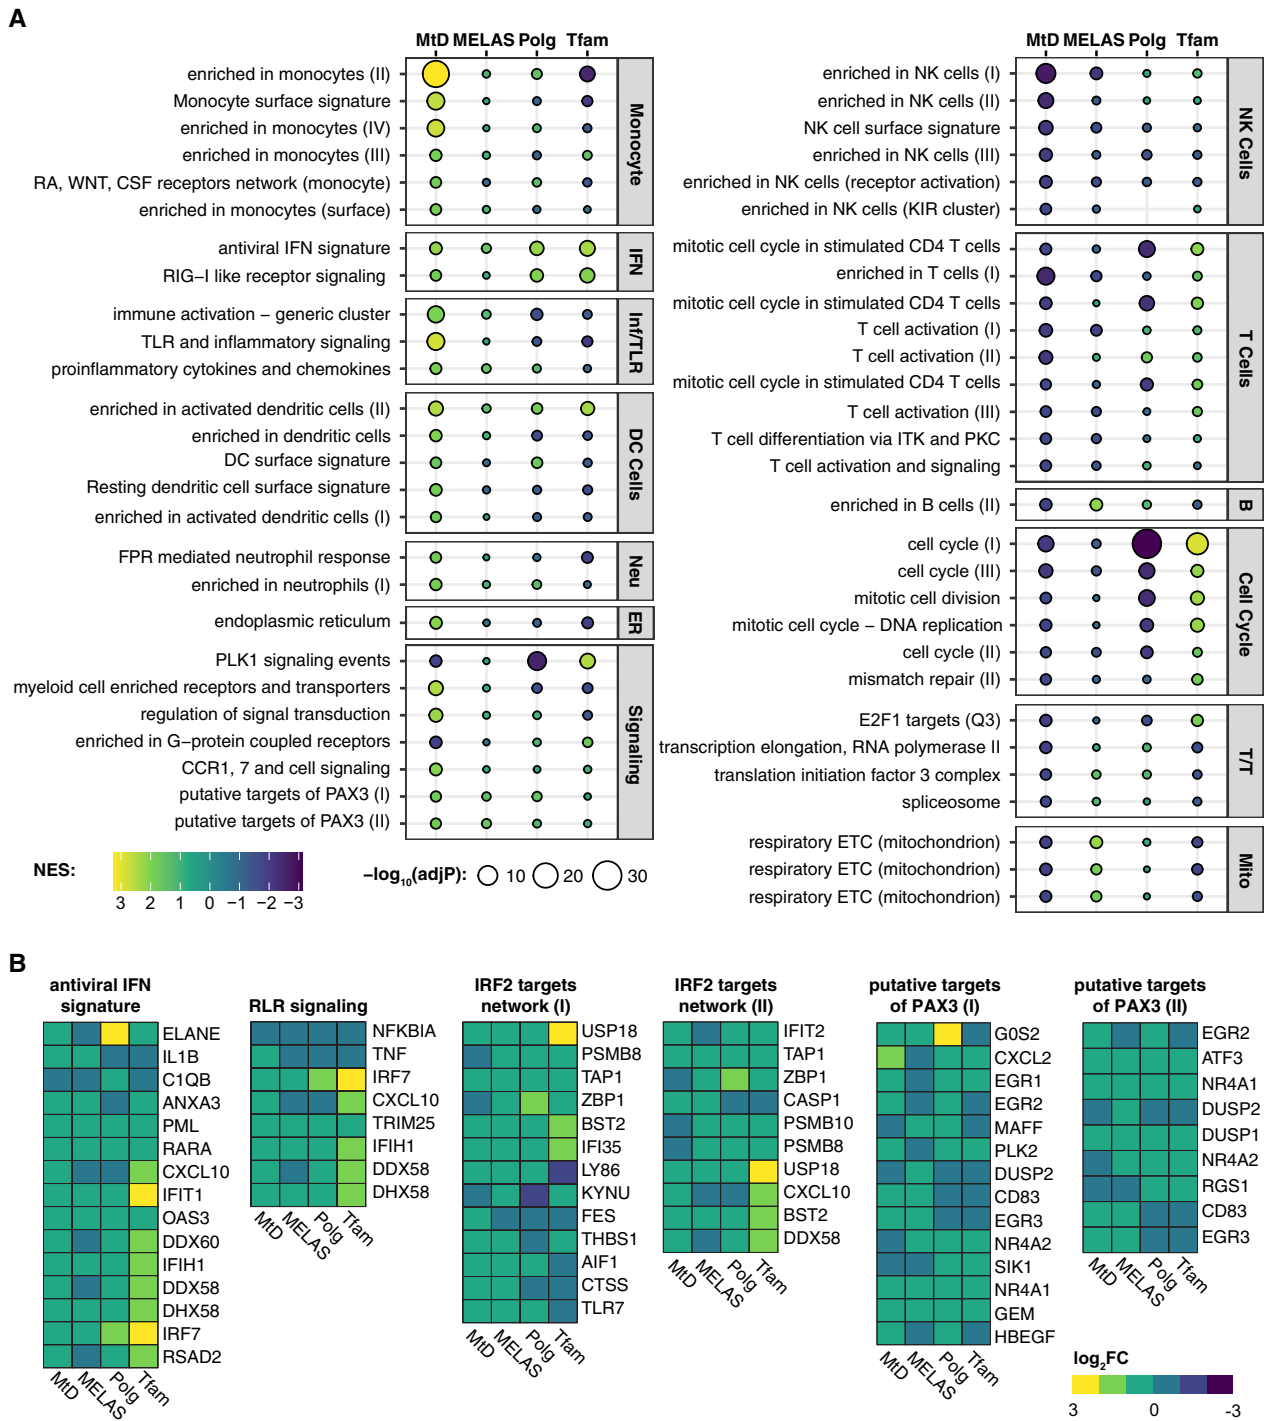 A
MtD MELAS Polg Tfam
enriched in monocytes (II)
Monocyte surface signature
enriched in monocytes (IV)
enriched in monocytes (III)
RA, WNT, CSF receptors network (monocyte)
enriched in monocytes (surface)
Monocyte
antiviral IFN signature
RIG−I like receptor signaling
IFN
immune activation − generic cluster
TLR and inflammatory signaling
proinflammatory cytokines and chemokines
Inf/TLR
enriched in activated dendritic cells (II)
enriched in dendritic cells
DC surface signature
Resting dendritic cell surface signature
enriched in activated dendritic cells (I)
DC Cells
FPR mediated neutrophil response
enriched in neutrophils (I)
Neu
endoplasmic reticulum
ER
PLK1 signaling events
myeloid cell enriched receptors and transporters
regulation of signal transduction
enriched in G−protein coupled receptors
CCR1, 7 and cell signaling
putative targets of PAX3 (I)
putative targets of PAX3 (II)
Signaling
NES:
3 2 1 0 −1 −2 −3
−log10(adjP): 10 20 30
MtD MELAS Polg Tfam
enriched in NK cells (I)
enriched in NK cells (II)
NK cell surface signature
enriched in NK cells (III)
enriched in NK cells (receptor activation)
enriched in NK cells (KIR cluster)
NK Cells
mitotic cell cycle in stimulated CD4 T cells
enriched in T cells (I)
mitotic cell cycle in stimulated CD4 T cells
T cell activation (I)
T cell activation (II)
mitotic cell cycle in stimulated CD4 T cells
T cell activation (III)
T cell differentiation via ITK and PKC
T cell activation and signaling
T Cells
enriched in B cells (II)
B
cell cycle (I)
cell cycle (III)
mitotic cell division
mitotic cell cycle − DNA replication
cell cycle (II)
mismatch repair (II)
Cell Cycle
E2F1 targets (Q3)
transcription elongation, RNA polymerase II
translation initiation factor 3 complex
spliceosome
T/T
respiratory ETC (mitochondrion)
respiratory ETC (mitochondrion)
respiratory ETC (mitochondrion)
Mito
B
antiviral IFN
signature
ELANE
IL1B
C1QB
ANXA3
PML
RARA
CXCL10
IFIT1
OAS3
DDX60
IFIH1
DDX58
DHX58
IRF7
RSAD2
MtD MELAS Polg Tfam
RLR signaling
NFKBIA
TNF
IRF7
CXCL10
TRIM25
IFIH1
DDX58
DHX58
MtD MELAS Polg Tfam
IRF2 targets
network (I)
USP18
PSMB8
TAP1
ZBP1
BST2
IFI35
LY86
KYNU
FES
THBS1
AIF1
CTSS
TLR7
MtD MELAS Polg Tfam
IRF2 targets
network (II)
IFIT2
TAP1
ZBP1
CASP1
PSMB10
PSMB8
USP18
CXCL10
BST2
DDX58
MtD MELAS Polg Tfam
putative targets
of PAX3 (I)
G0S2
CXCL2
EGR1
EGR2
MAFF
PLK2
DUSP2
CD83
EGR3
NR4A2
SIK1
NR4A1
GEM
HBEGF
MtD MELAS Polg Tfam
putative targets
of PAX3 (II)
EGR2
ATF3
NR4A1
DUSP2
DUSP1
NR4A2
RGS1
CD83
EGR3
MtD MELAS Polg Tfam
log2FC
3 0 -3